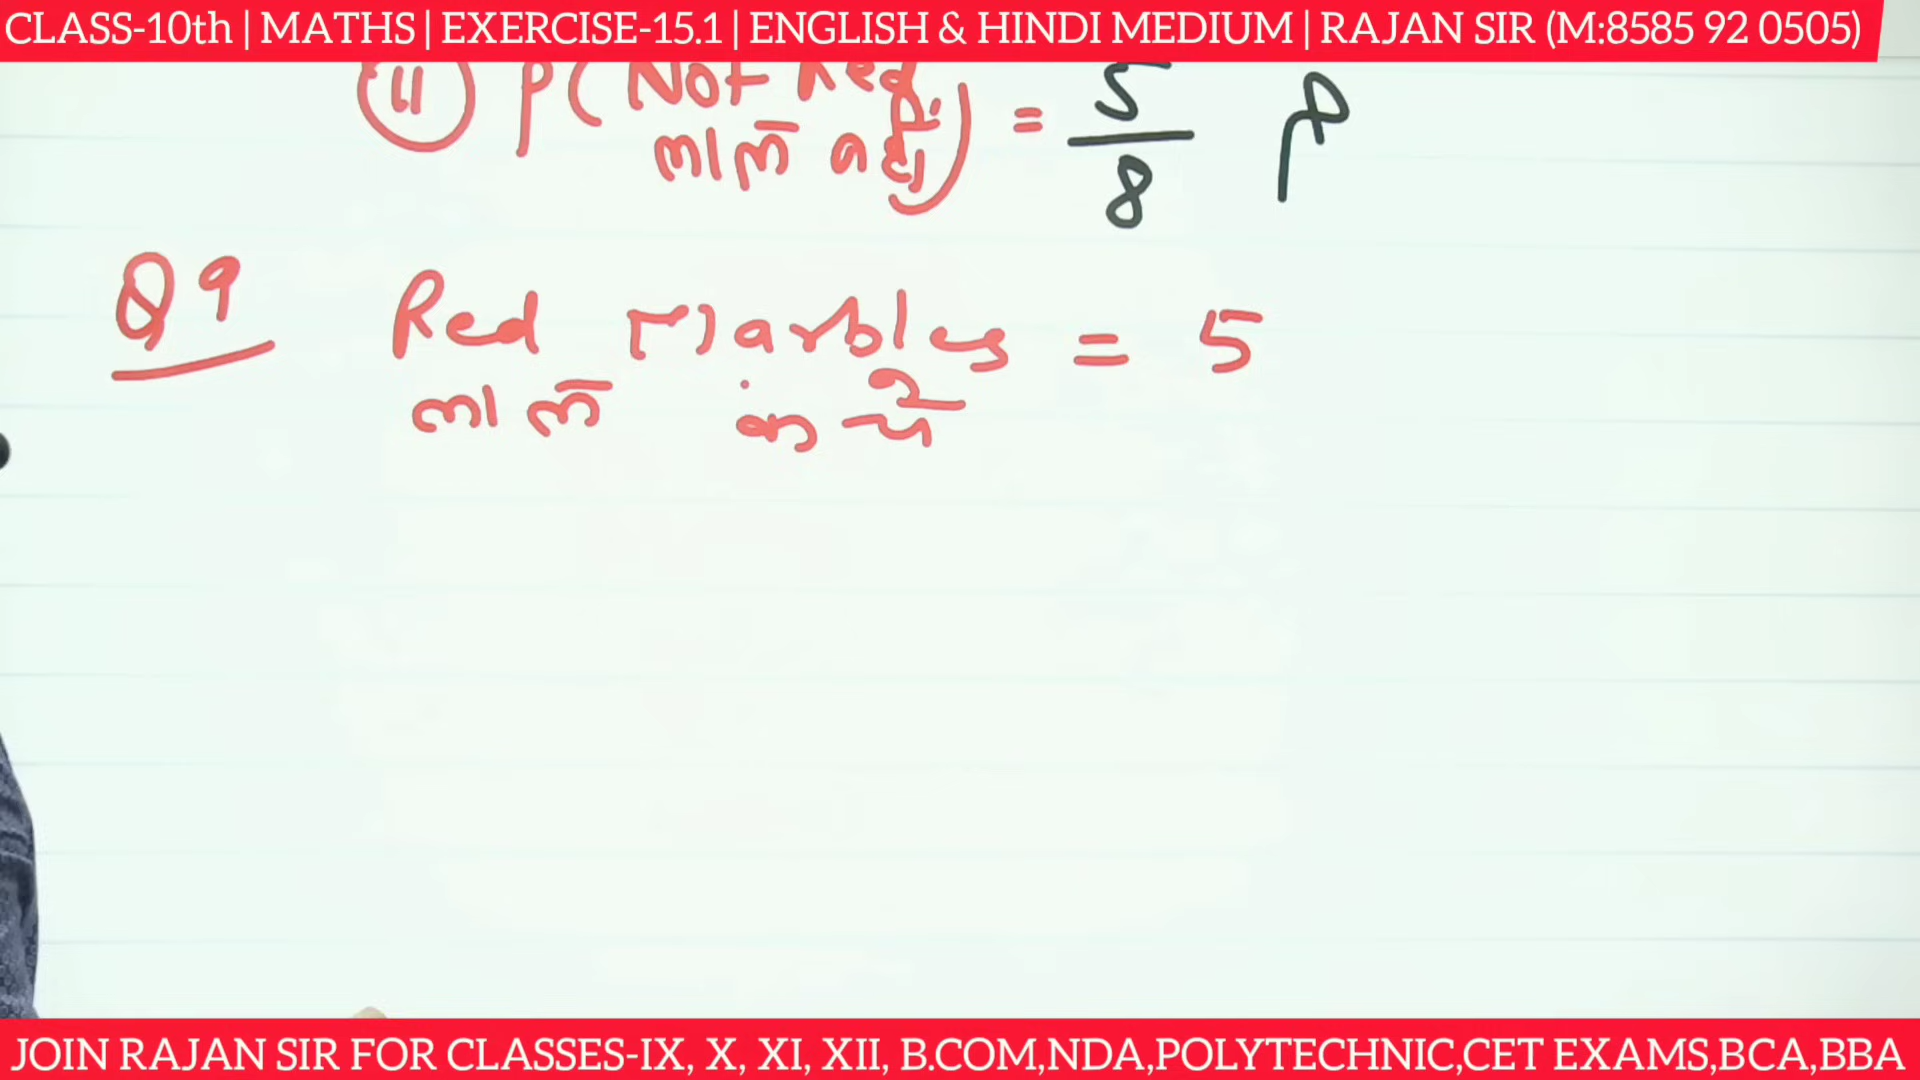 CLASS-10th | MATHS | EXERCISE-15.1 | ENGLISH & HINDI MEDIUM | RAJAN SIR (M:8585 92 0505)
(ii) P(Not Red) = 5/8
लाल नहीं
Q9 Red Marbles = 5
लाल कंचे
JOIN RAJAN SIR FOR CLASSES-IX, X, XI, XII, B.COM,NDA,POLYTECHNIC,CET EXAMS,BCA,BBA